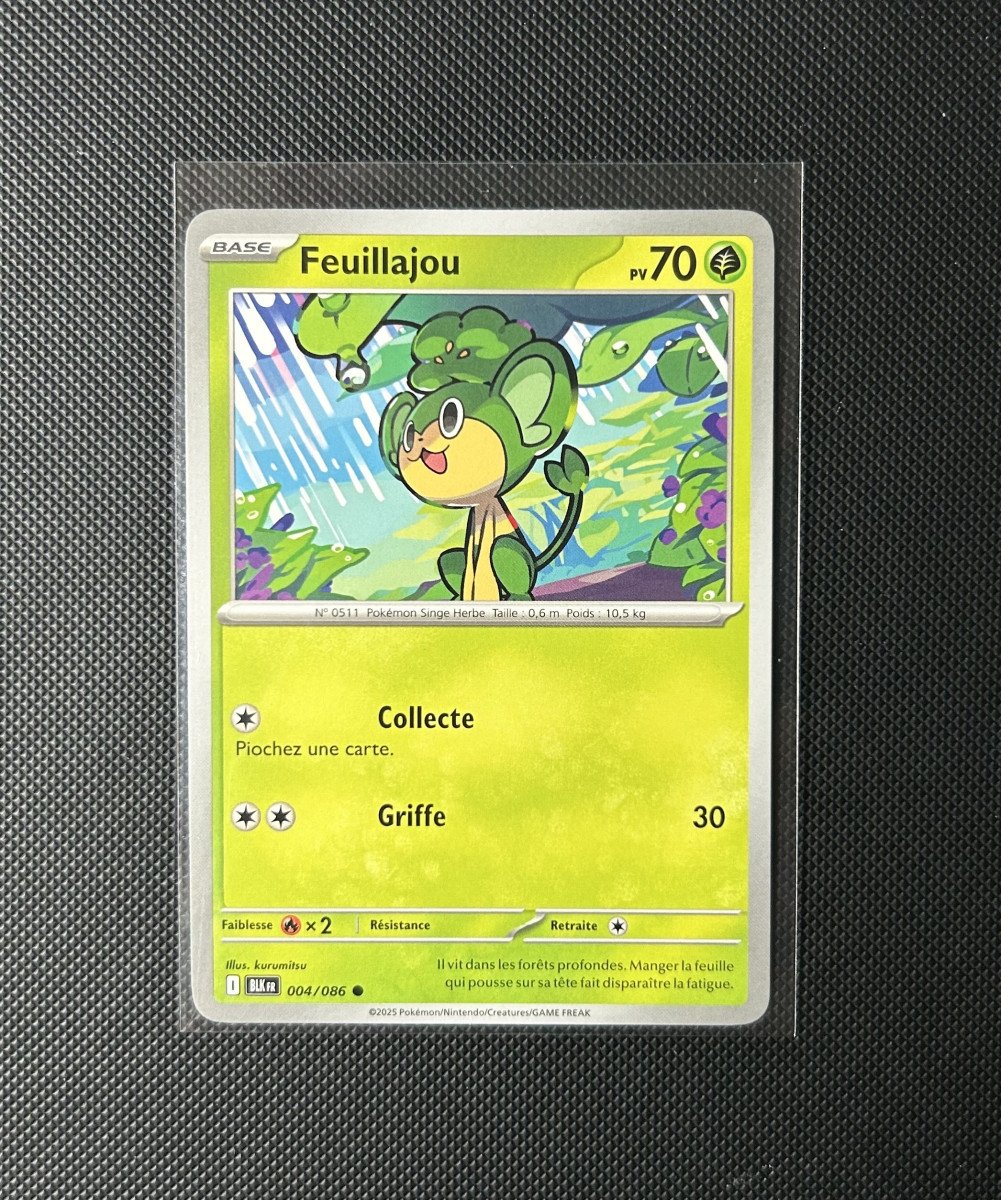 BASE Feuillajou PV 70
N° 0511 Pokémon Singe Herbe Taille : 0,6 m Poids : 10,5 kg
Collecte
Piochez une carte.
Griffe 30
Faiblesse ×2 Résistance Retraite
Illus. kurumitsu
Il vit dans les forêts profondes. Manger la feuille
qui pousse sur sa tête fait disparaître la fatigue.
I BLK FR 004/086
©2025 Pokémon/Nintendo/Creatures/GAME FREAK